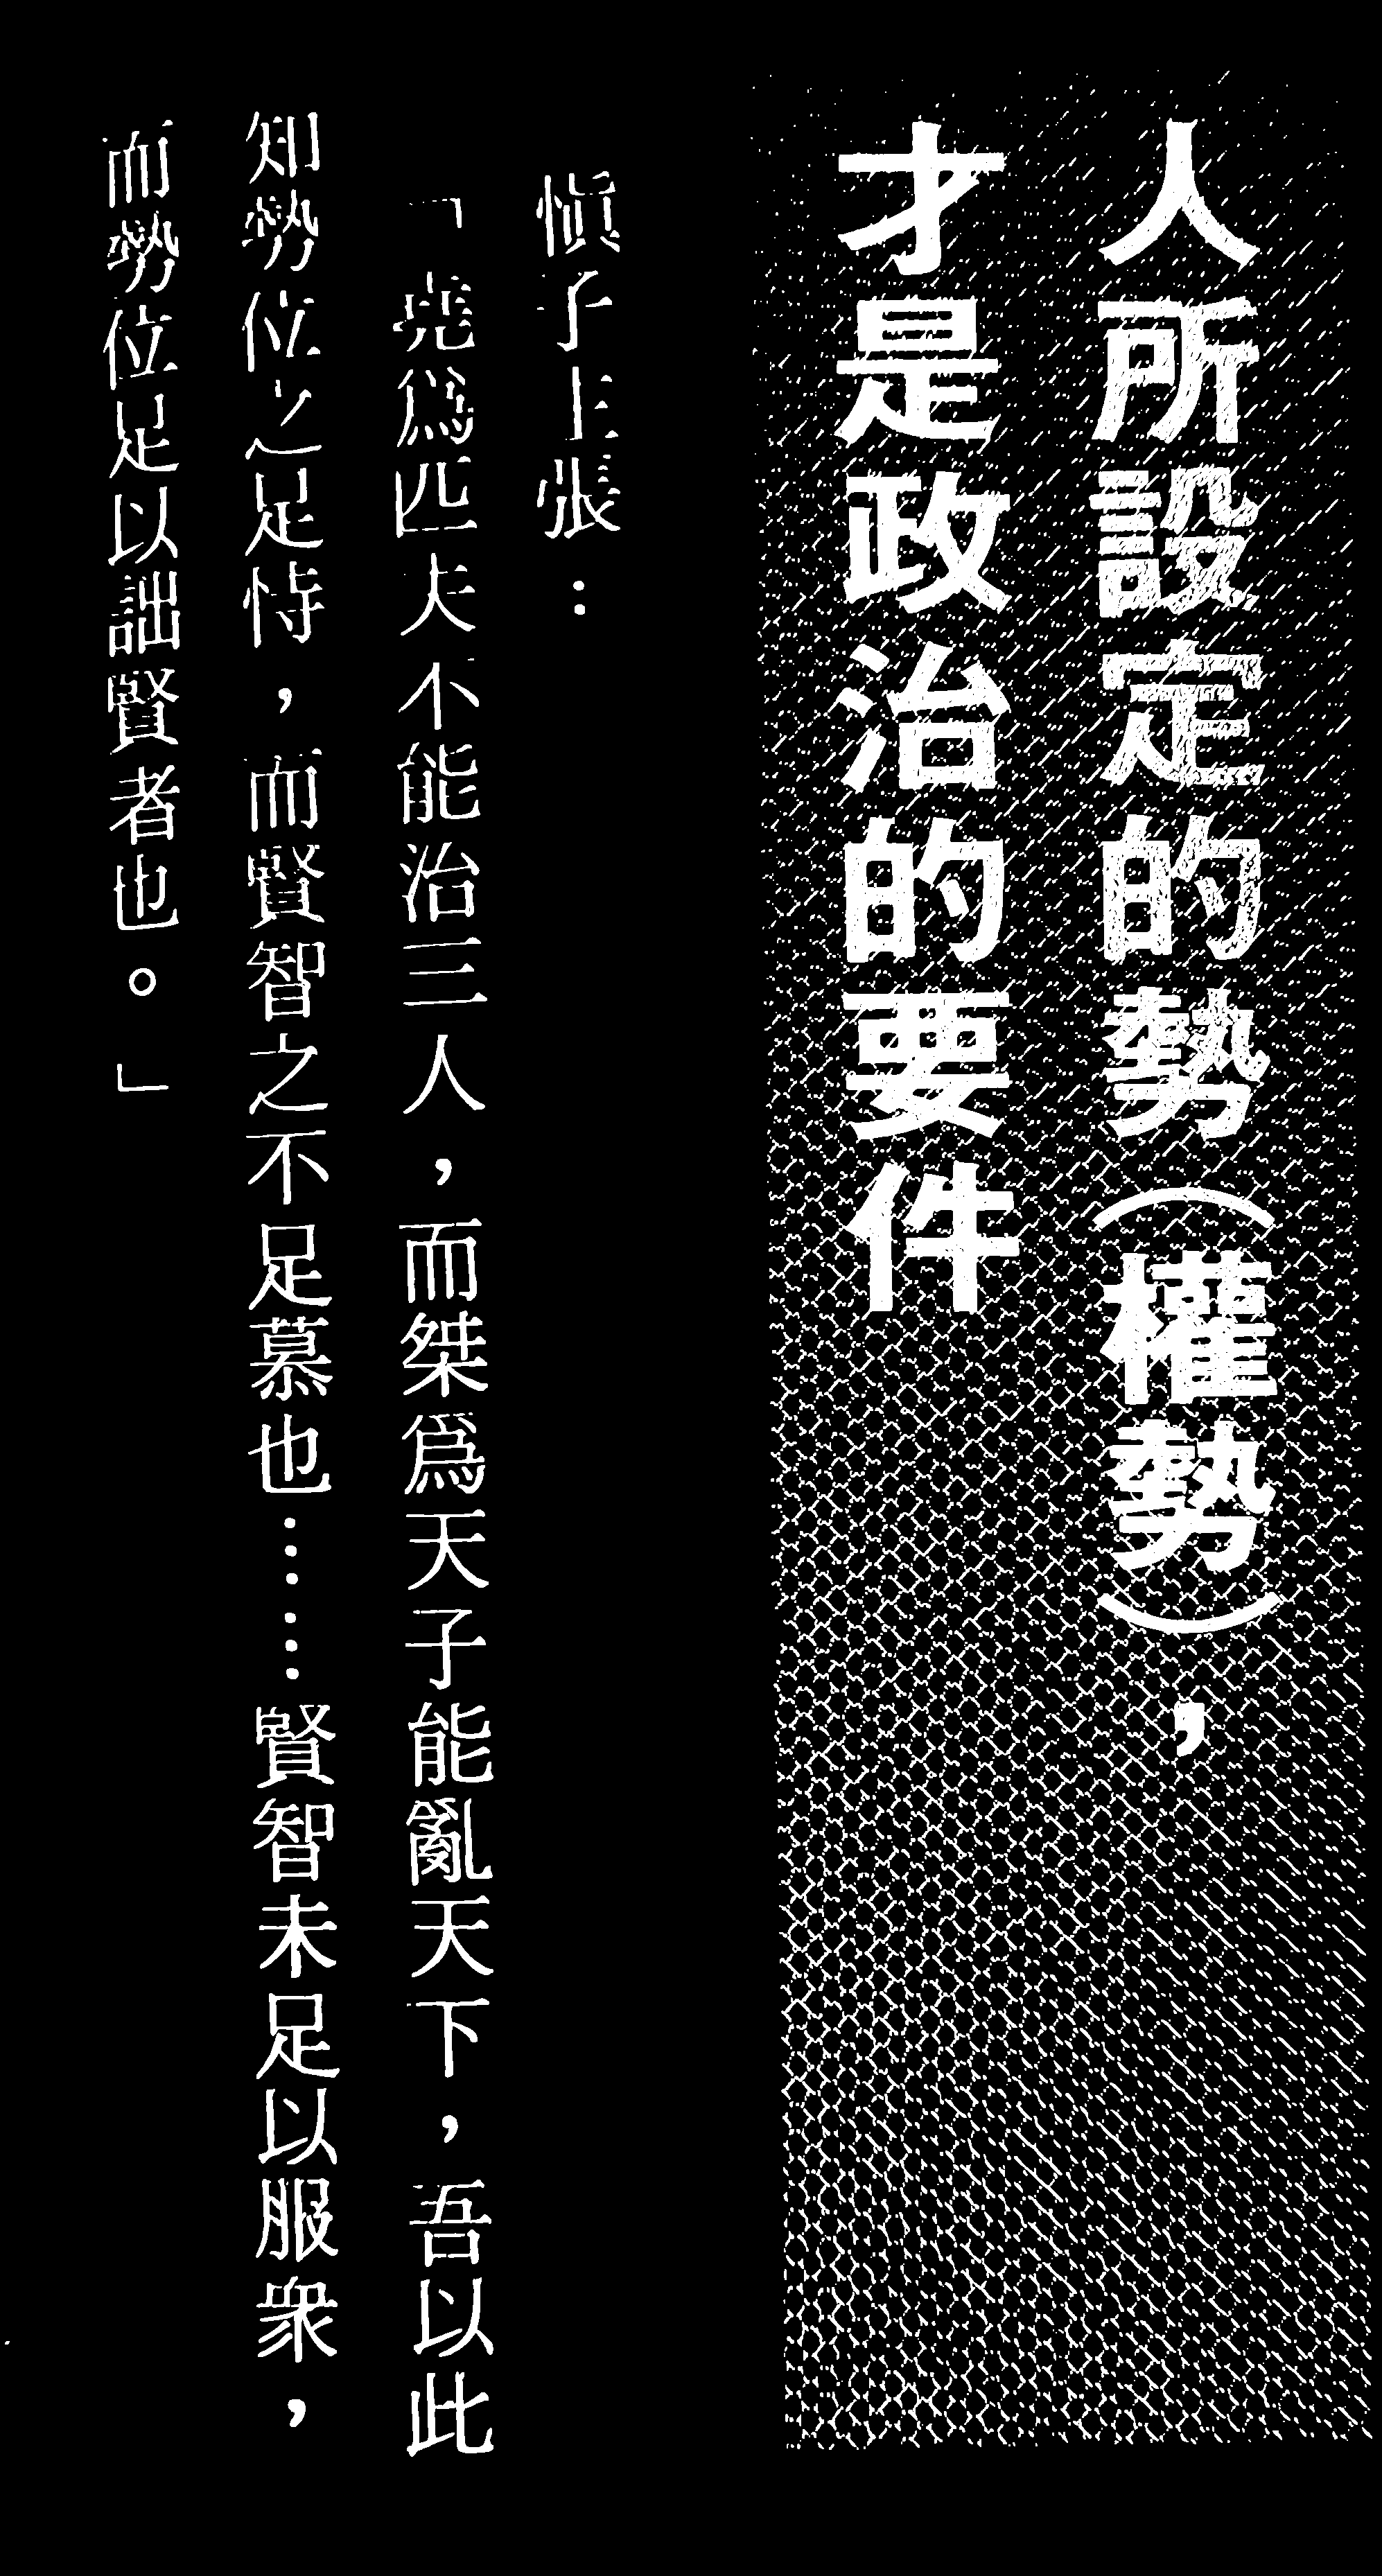 人所設定的勢(權勢)，
才是政治的要件
慎子主張：
「堯爲匹夫不能治三人，而桀爲天子能亂天下，吾以此
知勢位之足恃，而賢智之不足慕也……賢智未足以服衆，
而勢位足以詘賢者也。」